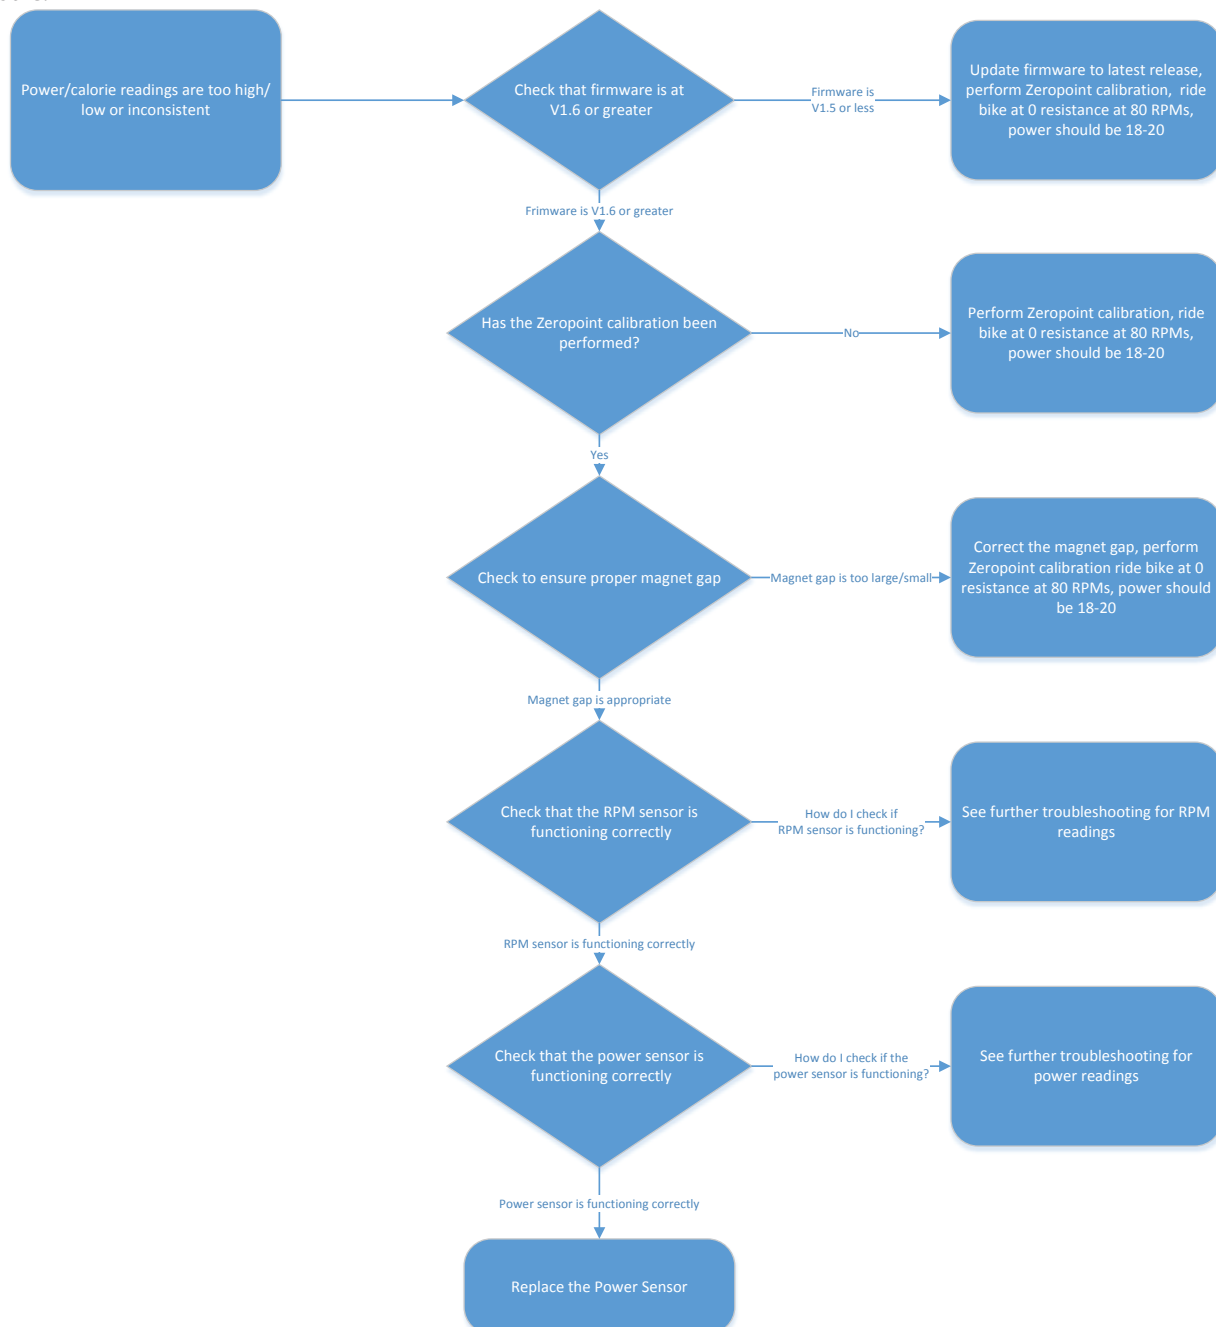 Power/calorie readings are too high/
low or inconsistent
Check that firmware is at
V1.6 or greater
Firmware is
V1.5 or less
Update firmware to latest release,
perform Zeropoint calibration, ride
bike at 0 resistance at 80 RPMs,
power should be 18-20
Frimware is V1.6 or greater
Has the Zeropoint calibration been
performed?
No
Perform Zeropoint calibration, ride
bike at 0 resistance at 80 RPMs,
power should be 18-20
Yes
Check to ensure proper magnet gap
Magnet gap is too large/small
Correct the magnet gap, perform
Zeropoint calibration ride bike at 0
resistance at 80 RPMs, power should
be 18-20
Magnet gap is appropriate
Check that the RPM sensor is
functioning correctly
How do I check if
RPM sensor is functioning?
See further troubleshooting for RPM
readings
RPM sensor is functioning correctly
Check that the power sensor is
functioning correctly
How do I check if the
power sensor is functioning?
See further troubleshooting for
power readings
Power sensor is functioning correctly
Replace the Power Sensor